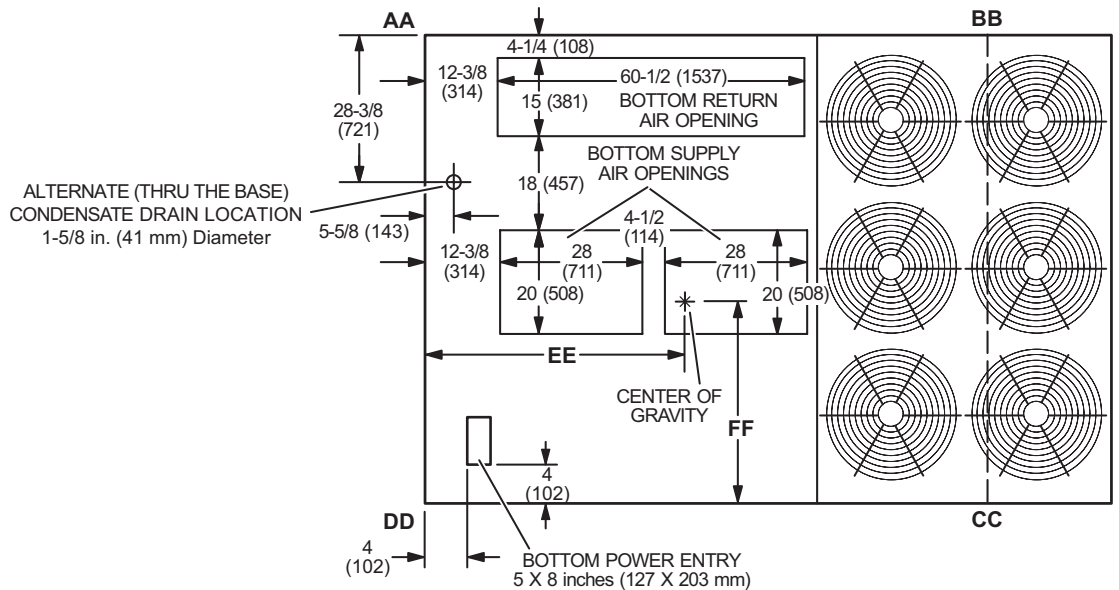 AA
BB
4-1/4 (108)
12-3/8
(314)
60-1/2 (1537)
15 (381)
BOTTOM RETURN
AIR OPENING
28-3/8
(721)
BOTTOM SUPPLY
AIR OPENINGS
18 (457)
ALTERNATE (THRU THE BASE)
CONDENSATE DRAIN LOCATION
1-5/8 in. (41 mm) Diameter
5-5/8 (143)
4-1/2
(114)
12-3/8
(314)
28
(711)
28
(711)
20 (508)
20 (508)
EE
CENTER OF
GRAVITY
FF
4
(102)
DD
CC
4
(102)
BOTTOM POWER ENTRY
5 X 8 inches (127 X 203 mm)